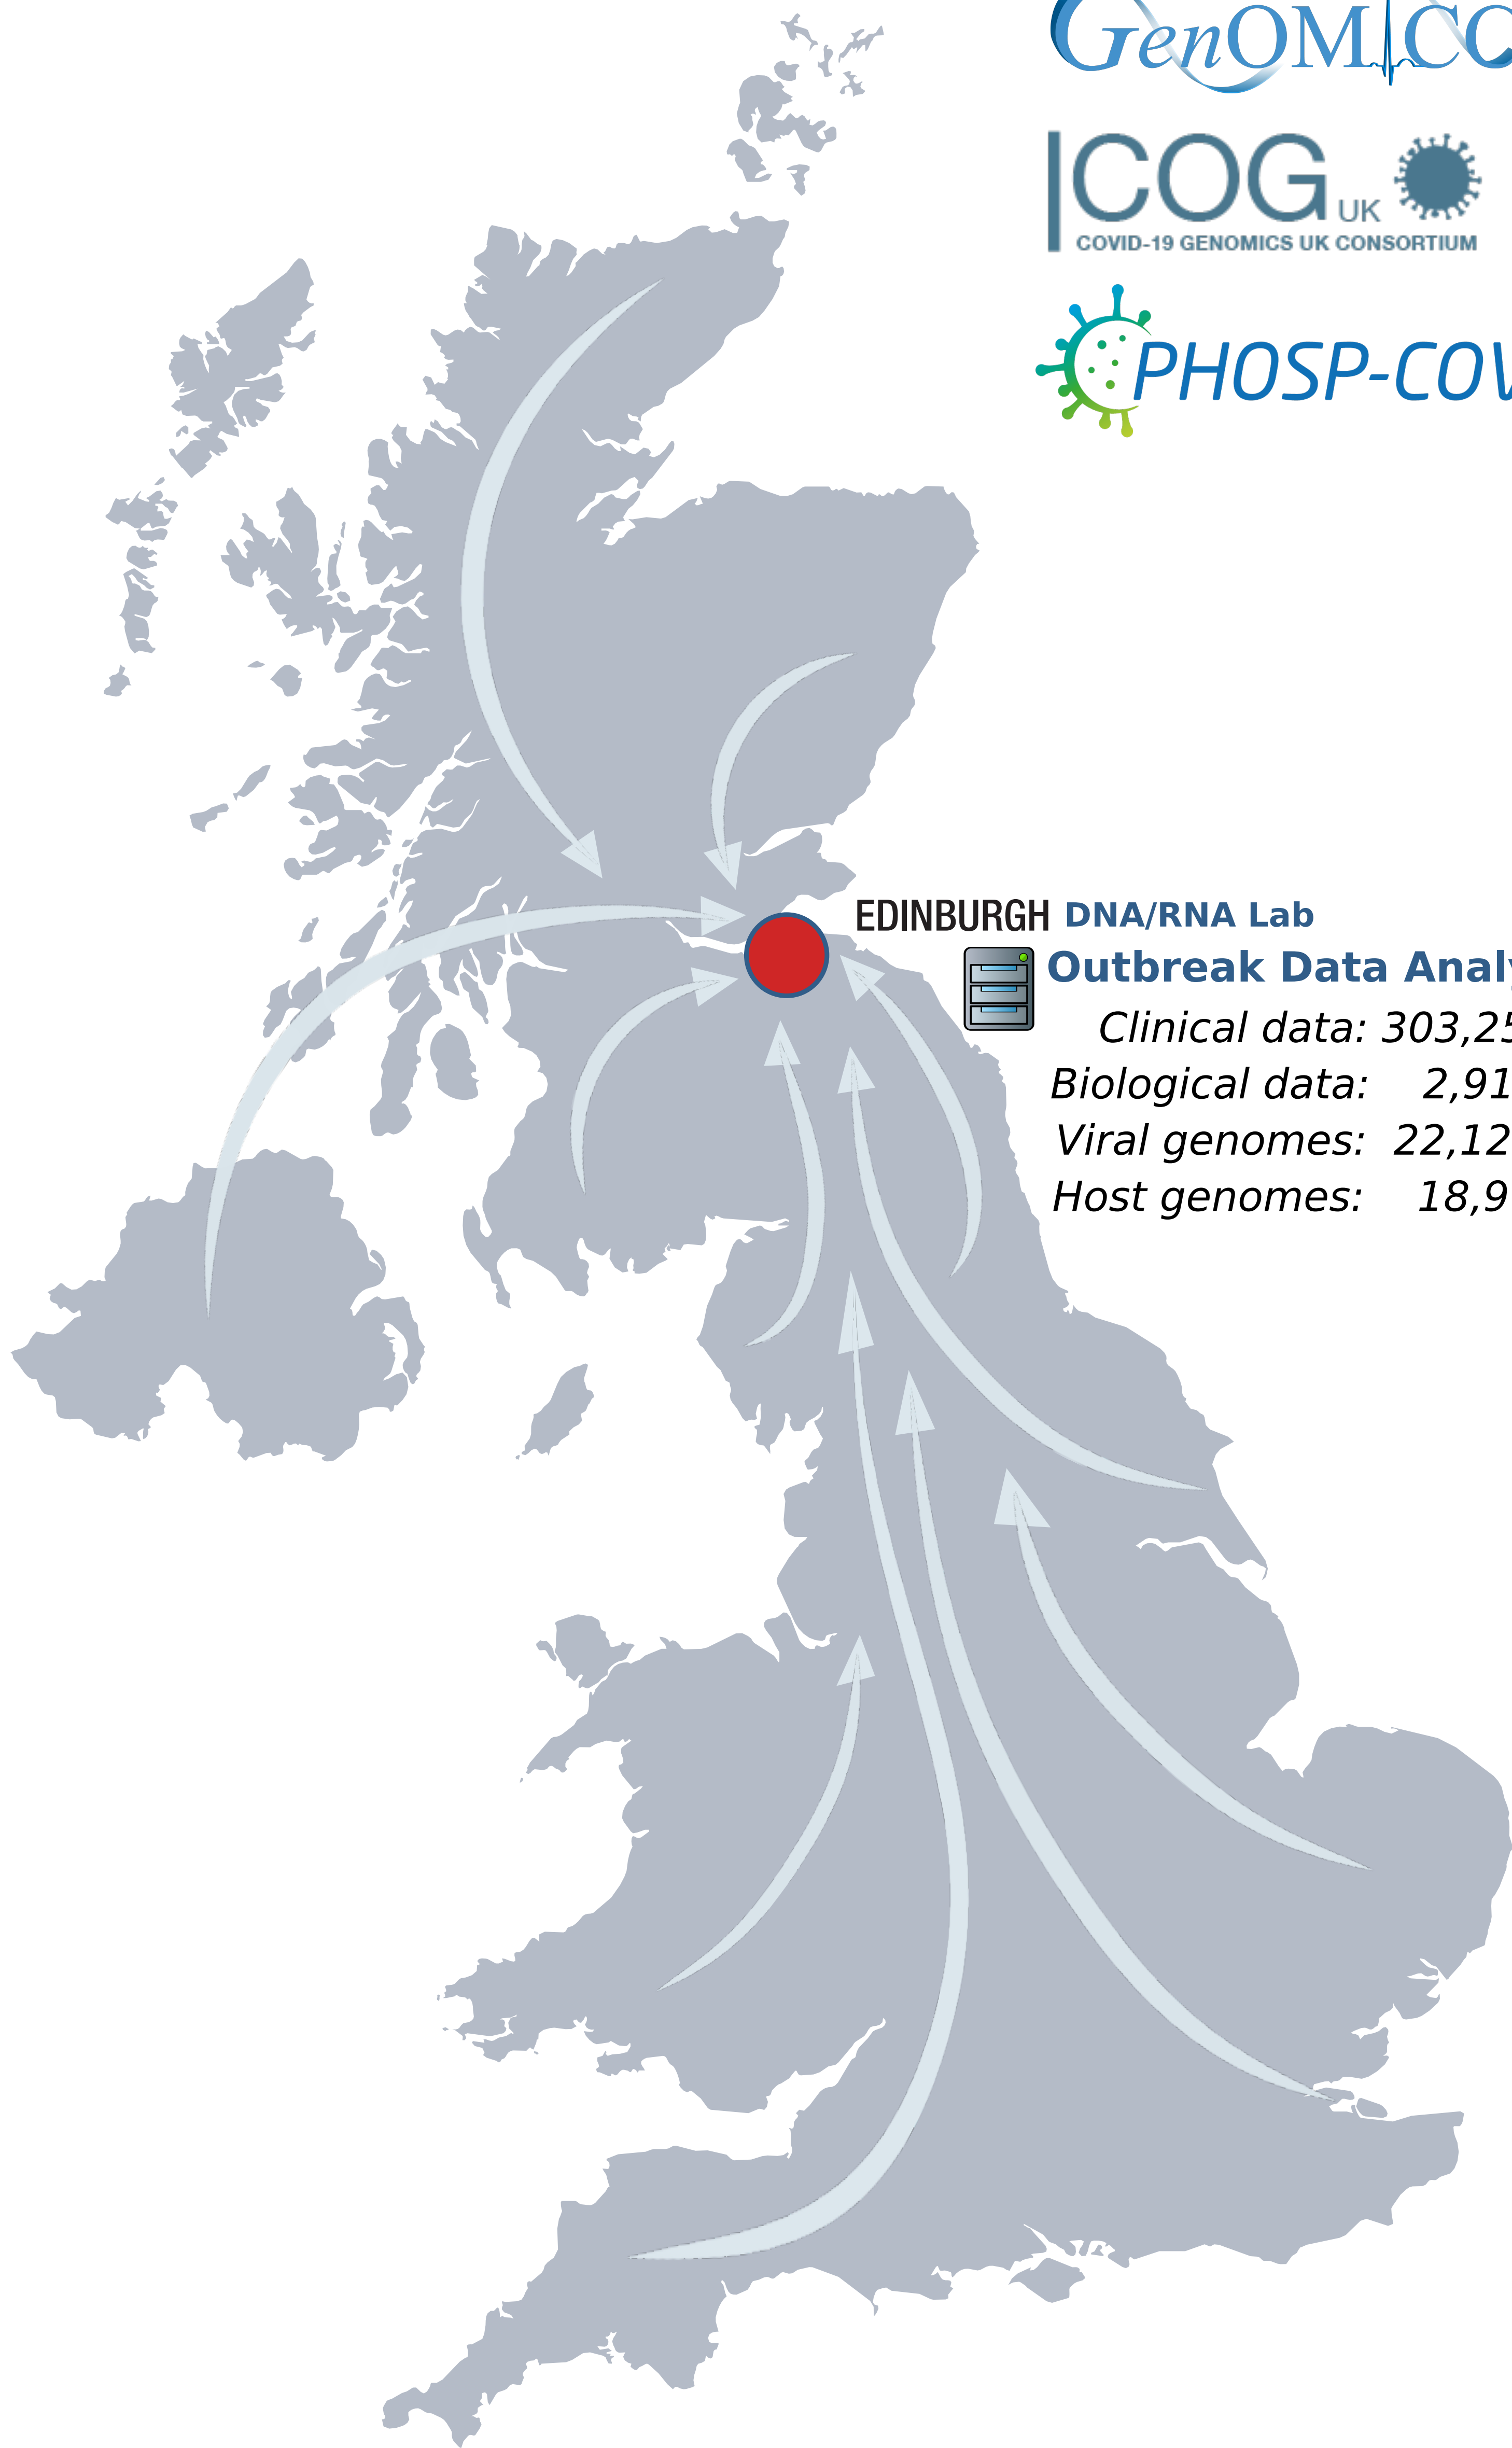 GenOMICC
COG UK
COVID-19 GENOMICS UK CONSORTIUM
PHOSP-COV
EDINBURGH DNA/RNA Lab
Outbreak Data Analy
Clinical data: 303,25
Biological data: 2,91
Viral genomes: 22,12
Host genomes: 18,9